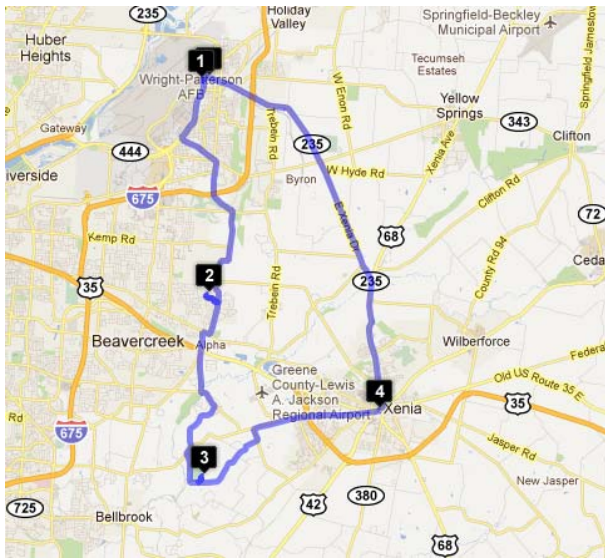 235
Holiday
Valley
Springfield-Beckley
Municipal Airport
Huber
Heights
1
Wright-Patterson
AFB
Tecumseh
Estates
W Enon Rd
Springfield Jamestown
Yellow
Springs
Trebein Rd
Xenia Ave
343
Gateway
444
235
Clifton
W Hyde Rd
Byron
Clifton Rd
iverside
675
E Xenia Dr
72
Kemp Rd
68
County Rd 94
Ceda
35
2
Trebein Rd
235
Beavercreek
Alpha
Wilberforce
Greene
County-Lewis
A. Jackson
Regional Airport
Federa
4
Xenia
Old US Route 35 E
35
675
3
Jasper Rd
42
380
New Jasper
725
Bellbrook
68